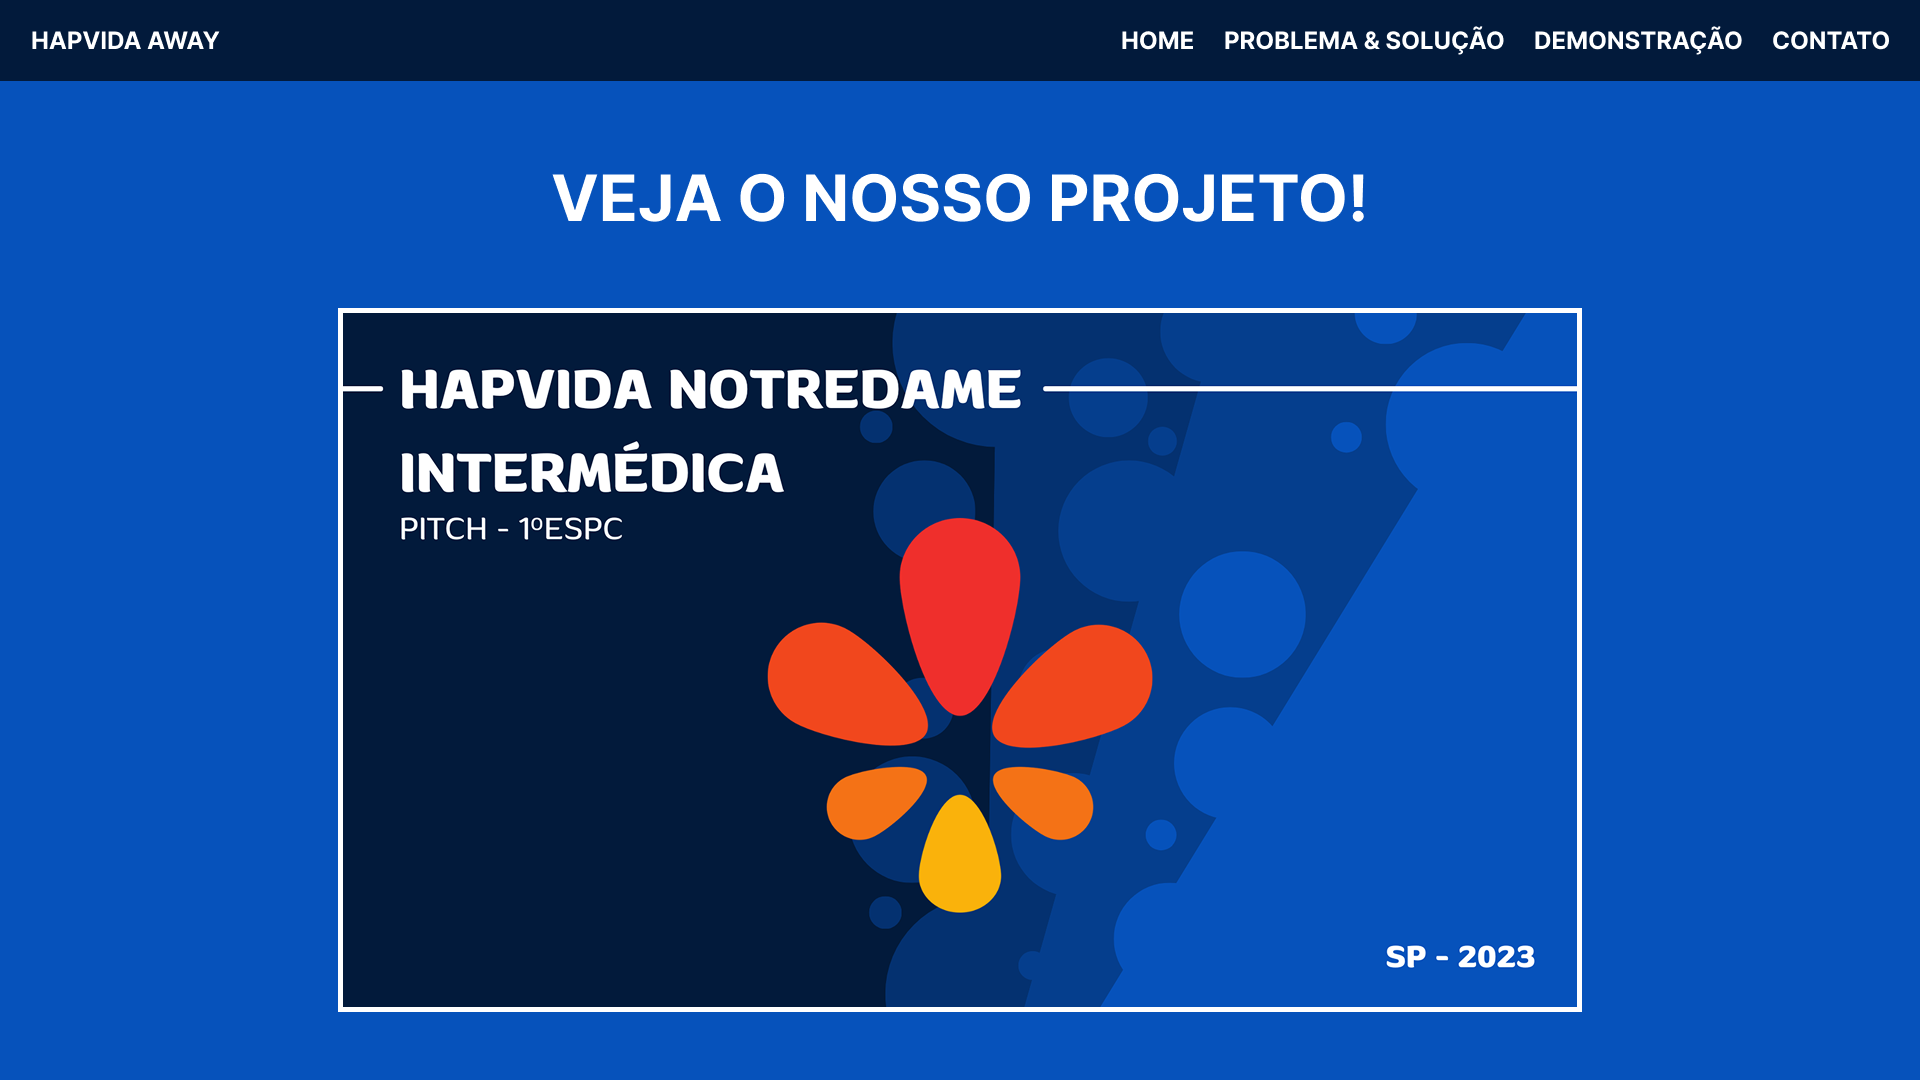 HAPVIDA AWAY
HOME PROBLEMA & SOLUÇÃO DEMONSTRAÇÃO CONTATO
VEJA O NOSSO PROJETO!
HAPVIDA NOTREDAME
INTERMÉDICA
PITCH - 1ºESPC
SP - 2023